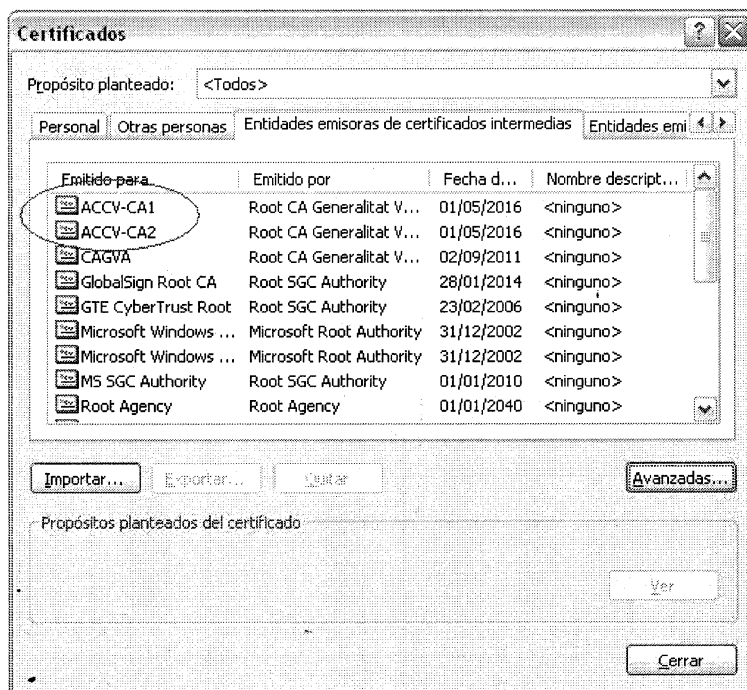 Certificados
Propósito planteado: <Todos>
Personal Otras personas Entidades emisoras de certificados intermedias Entidades emi
Emitido para Emitido por Fecha d... Nombre descript...
ACCV-CA1 Root CA Generalitat V... 01/05/2016 <ninguno>
ACCV-CA2 Root CA Generalitat V... 01/05/2016 <ninguno>
CAGVA Root CA Generalitat V... 02/09/2011 <ninguno>
GlobalSign Root CA Root SGC Authority 28/01/2014 <ninguno>
GTE CyberTrust Root Root SGC Authority 23/02/2006 <ninguno>
Microsoft Windows ... Microsoft Root Authority 31/12/2002 <ninguno>
Microsoft Windows ... Microsoft Root Authority 31/12/2002 <ninguno>
MS SGC Authority Root SGC Authority 01/01/2010 <ninguno>
Root Agency Root Agency 01/01/2040 <ninguno>
Importar... Exportar... Quitar Avanzadas...
Propósitos planteados del certificado
Ver
Cerrar